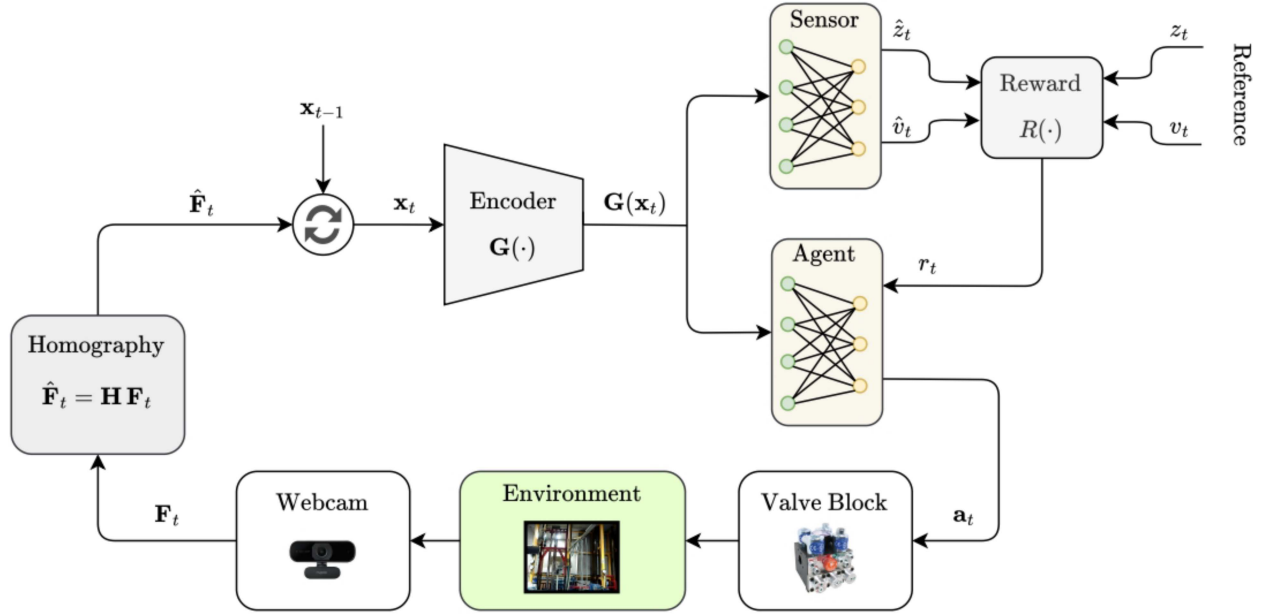 Sensor
ẑ_t
z_t
Reference
Reward
R(·)
v̂_t
v_t
x_{t−1}
F̂_t
x_t
Encoder
G(·)
G(x_t)
Agent
r_t
Homography
F̂_t = H F_t
Webcam
Environment
Valve Block
a_t
F_t